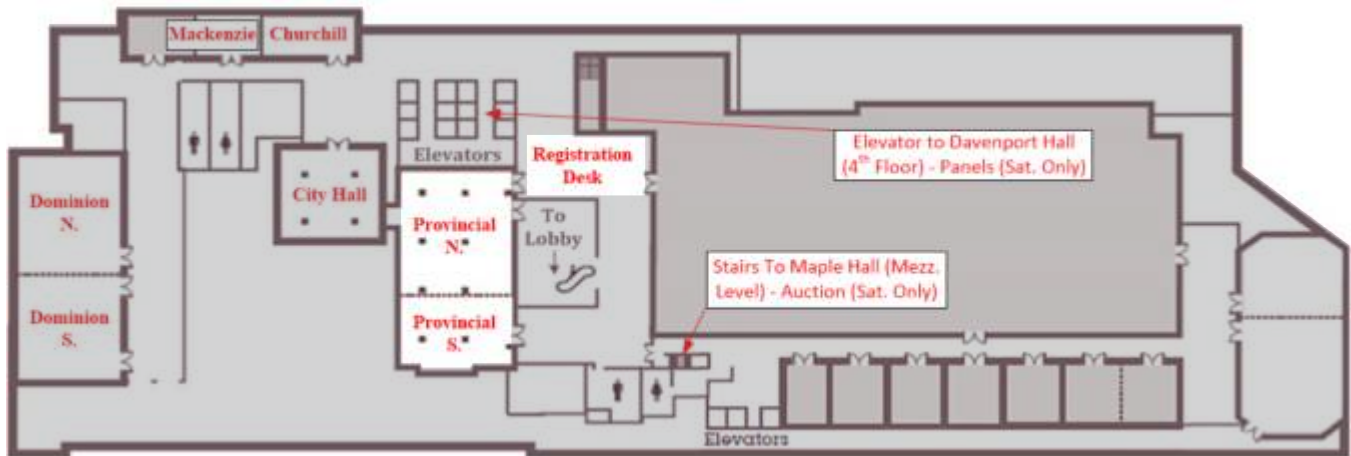 Mackenzie
Churchill
Elevators
Registration
Desk
Elevator to Davenport Hall
(4th Floor) - Panels (Sat. Only)
Dominion
N.
City Hall
Provincial
N.
To
Lobby
Stairs To Maple Hall (Mezz.
Level) - Auction (Sat. Only)
Dominion
S.
Provincial
S.
Elevators